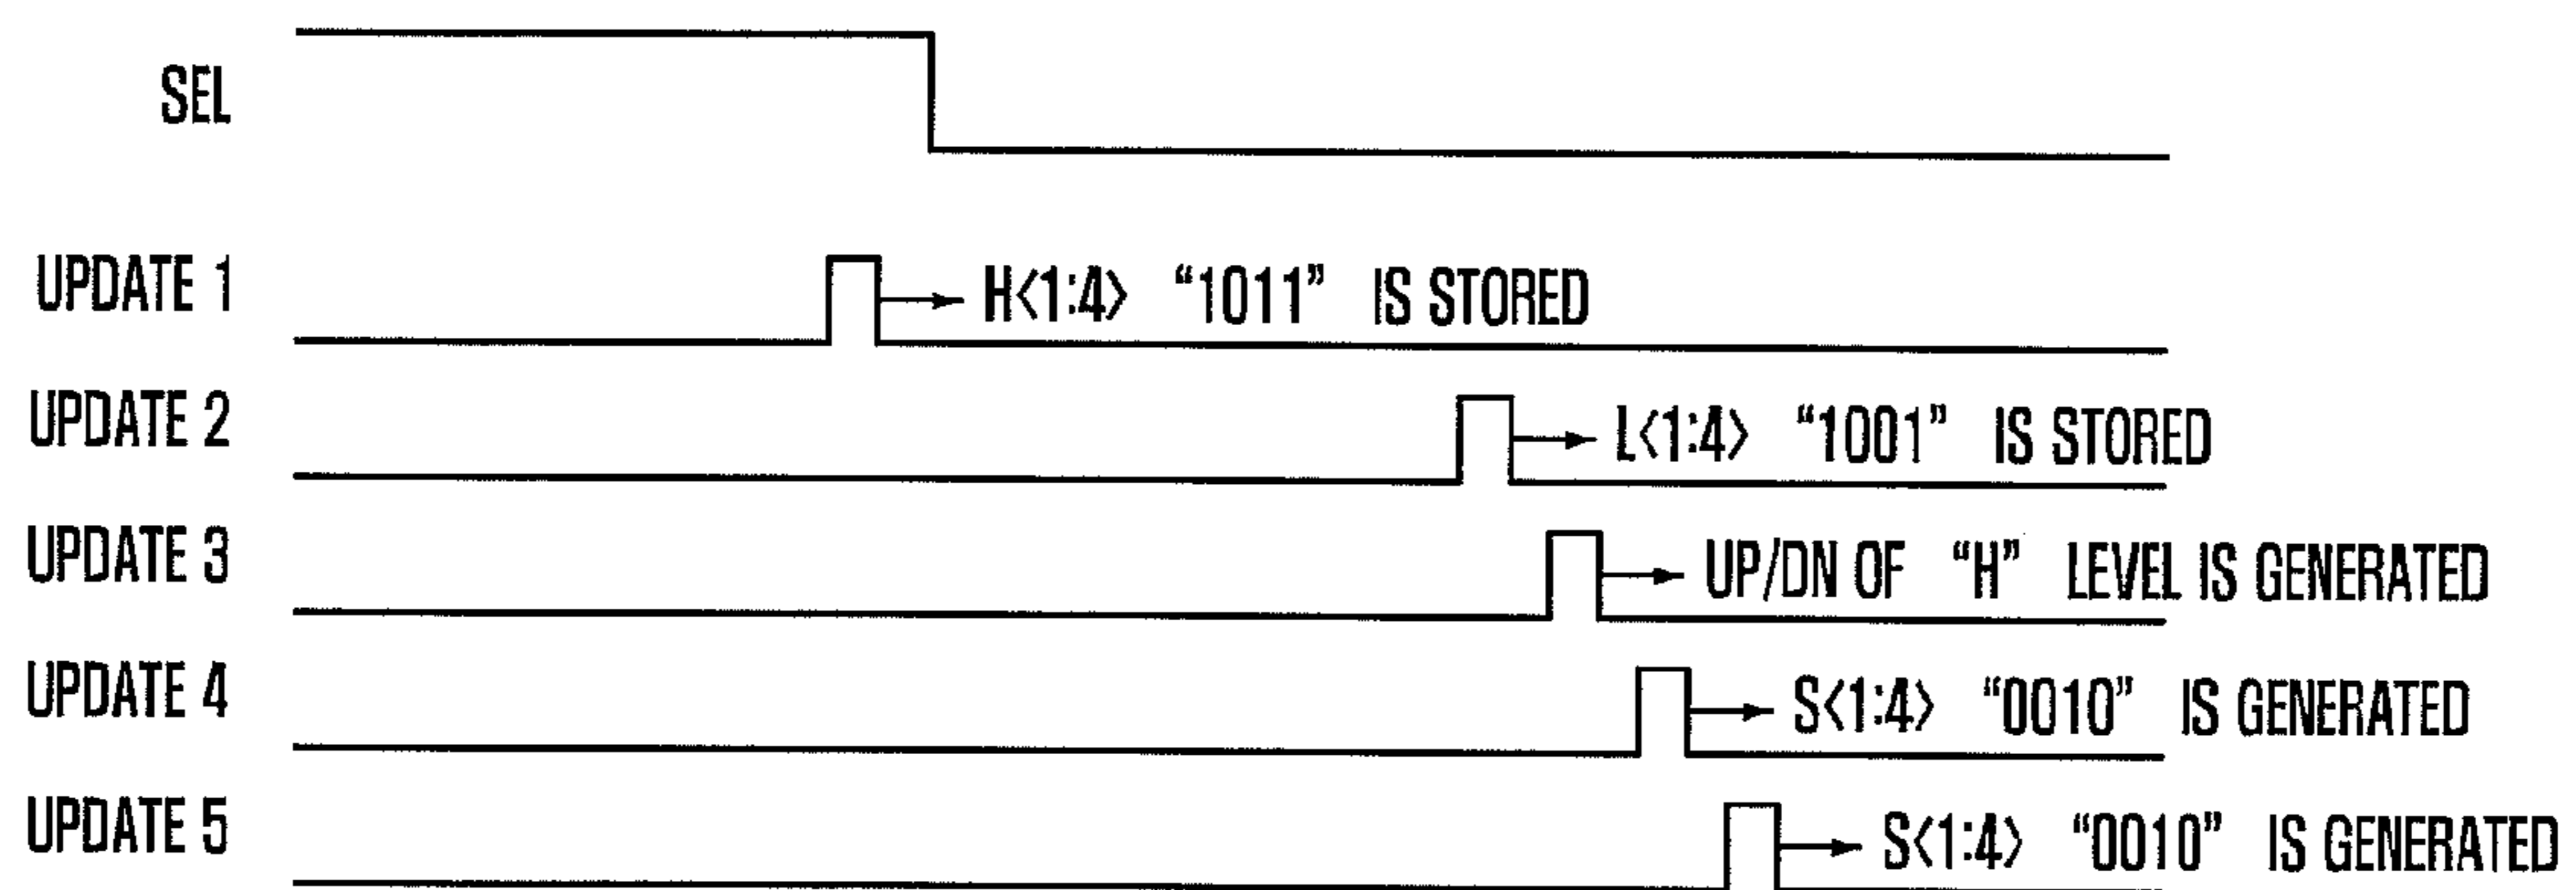 SEL
UPDATE 1 H<1:4> “1011” IS STORED
UPDATE 2 L<1:4> “1001” IS STORED
UPDATE 3 UP/DN OF “H” LEVEL IS GENERATED
UPDATE 4 S<1:4> “0010” IS GENERATED
UPDATE 5 S<1:4> “0010” IS GENERATED